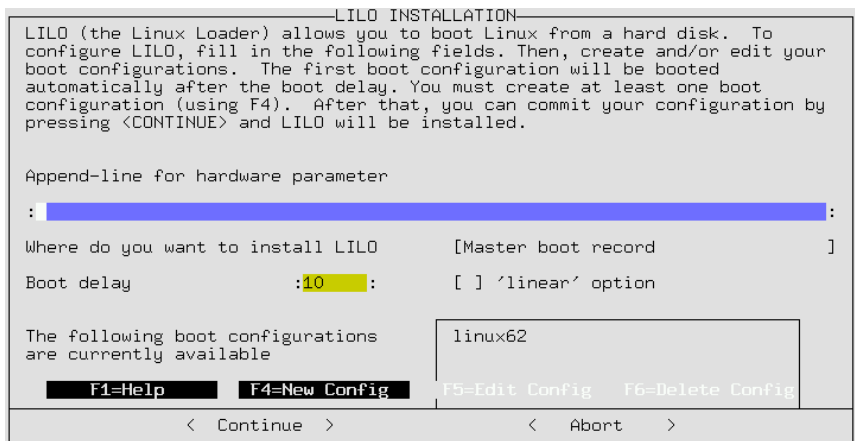 LILO INSTALLATION
LILO (the Linux Loader) allows you to boot Linux from a hard disk.  To
configure LILO, fill in the following fields. Then, create and/or edit your
boot configurations.  The first boot configuration will be booted
automatically after the boot delay. You must create at least one boot
configuration (using F4).  After that, you can commit your configuration by
pressing <CONTINUE> and LILO will be installed.
Append-line for hardware parameter
: :
Where do you want to install LILO [Master boot record ]
Boot delay :10 : [ ] 'linear' option
The following boot configurations linux62
are currently available
F1=Help F4=New Config F5=Edit Config F6=Delete Config
< Continue > < Abort >